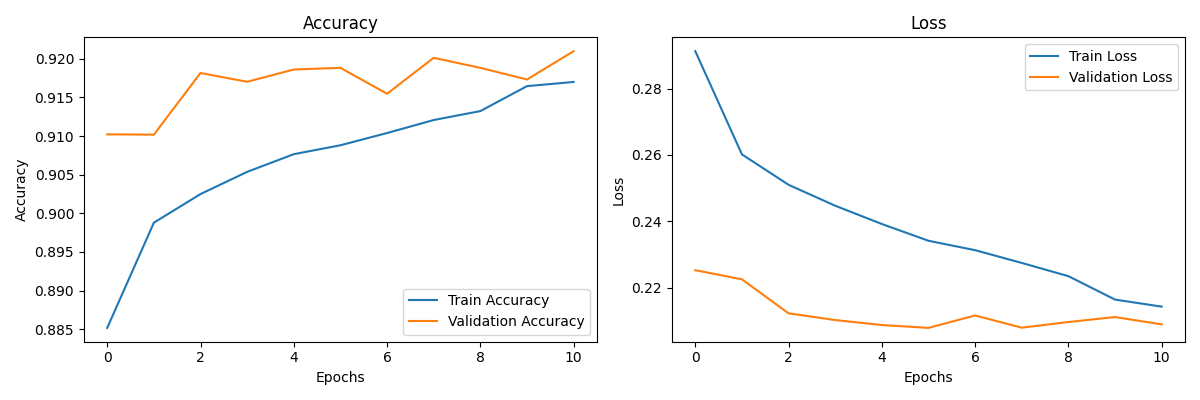 Accuracy
0.920
0.915
0.910
0.905
0.900
0.895
0.890
0.885
Accuracy
Train Accuracy
Validation Accuracy
0 2 4 6 8 10
Epochs
Loss
0.28
0.26
0.24
0.22
Loss
Train Loss
Validation Loss
0 2 4 6 8 10
Epochs